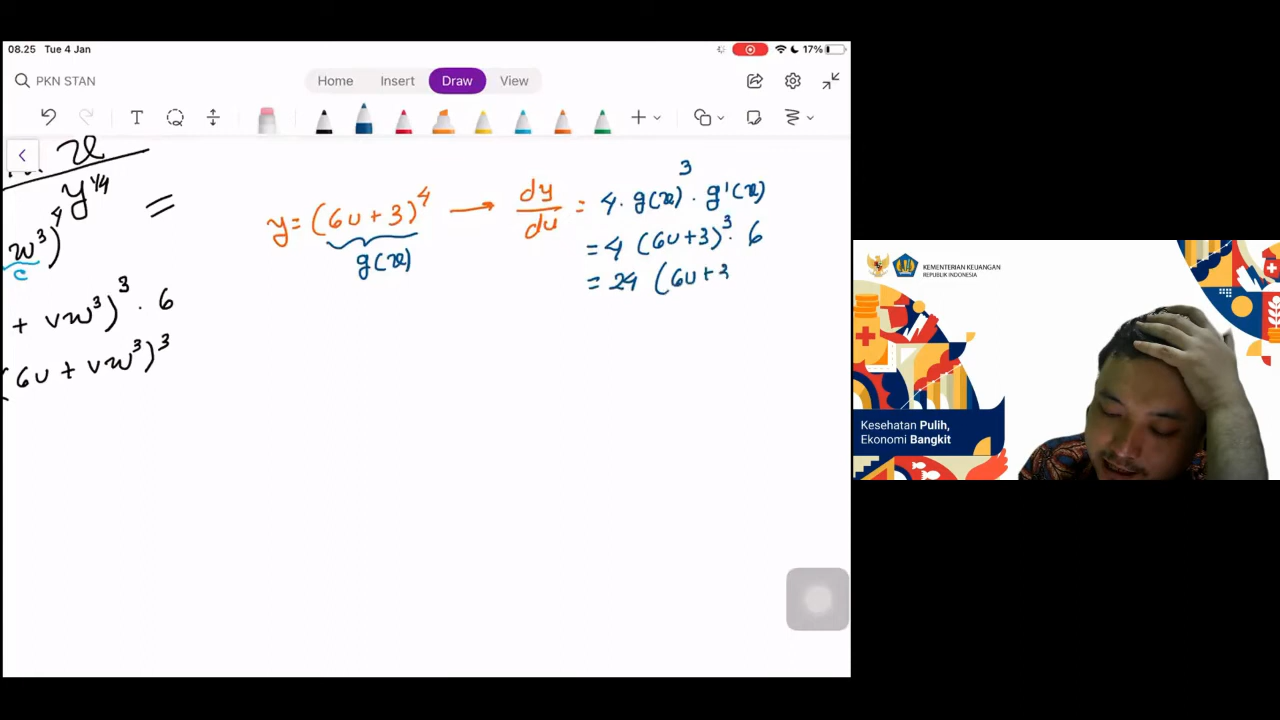 08.25 Tue 4 Jan
17%
PKN STAN
Home Insert Draw View
x
y^{1/4} =
w³)⁴
c
+ vw³)³ · 6
(6u + vw³)³
y = (6u + 3)⁴ → dy/du = 4 · g(x)³ · g'(x)
g(x)
= 4 (6u+3)³ · 6
= 24 (6u+3
KEMENTERIAN KEUANGAN
REPUBLIK INDONESIA
Kesehatan Pulih,
Ekonomi Bangkit